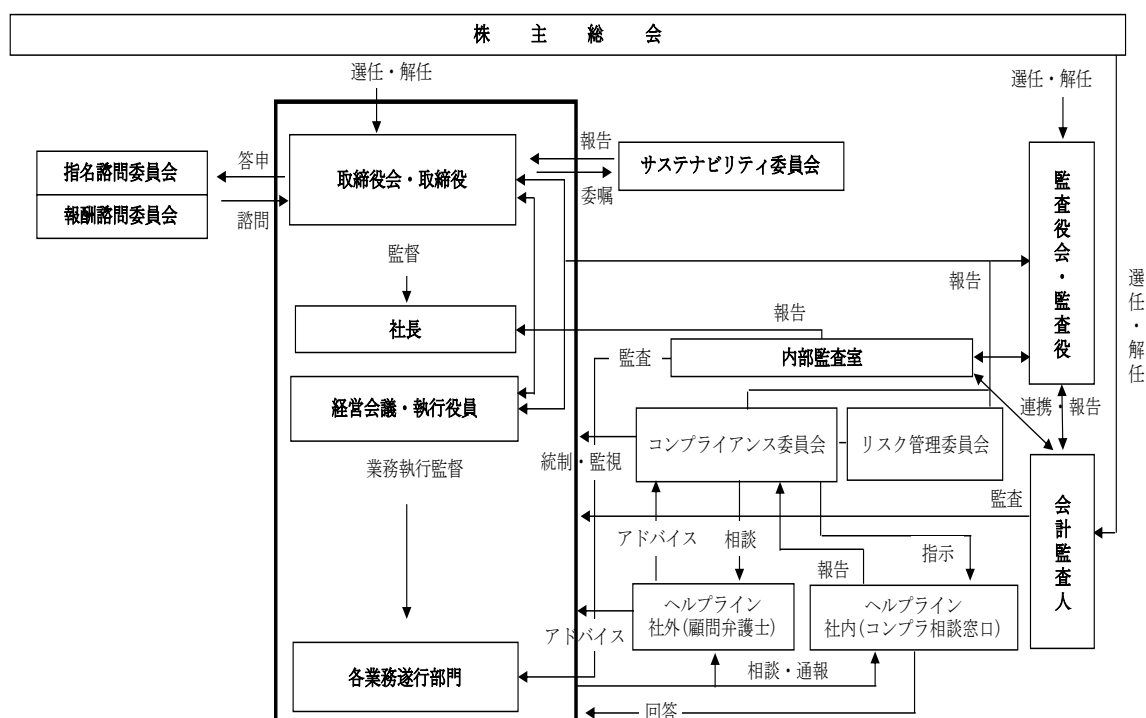 株主総会
選任・解任
選任・解任
指名諮問委員会
報酬諮問委員会
答申
諮問
取締役会・取締役
報告
委嘱
サステナビリティ委員会
監査役会・監査役
選任・解任
監督
報告
社長
報告
監査
内部監査室
経営会議・執行役員
連携・報告
コンプライアンス委員会
リスク管理委員会
統制・監視
業務執行監督
監査
会計監査人
アドバイス
相談
指示
報告
ヘルプライン
社外(顧問弁護士)
ヘルプライン
社内(コンプラ相談窓口)
アドバイス
各業務遂行部門
相談・通報
回答